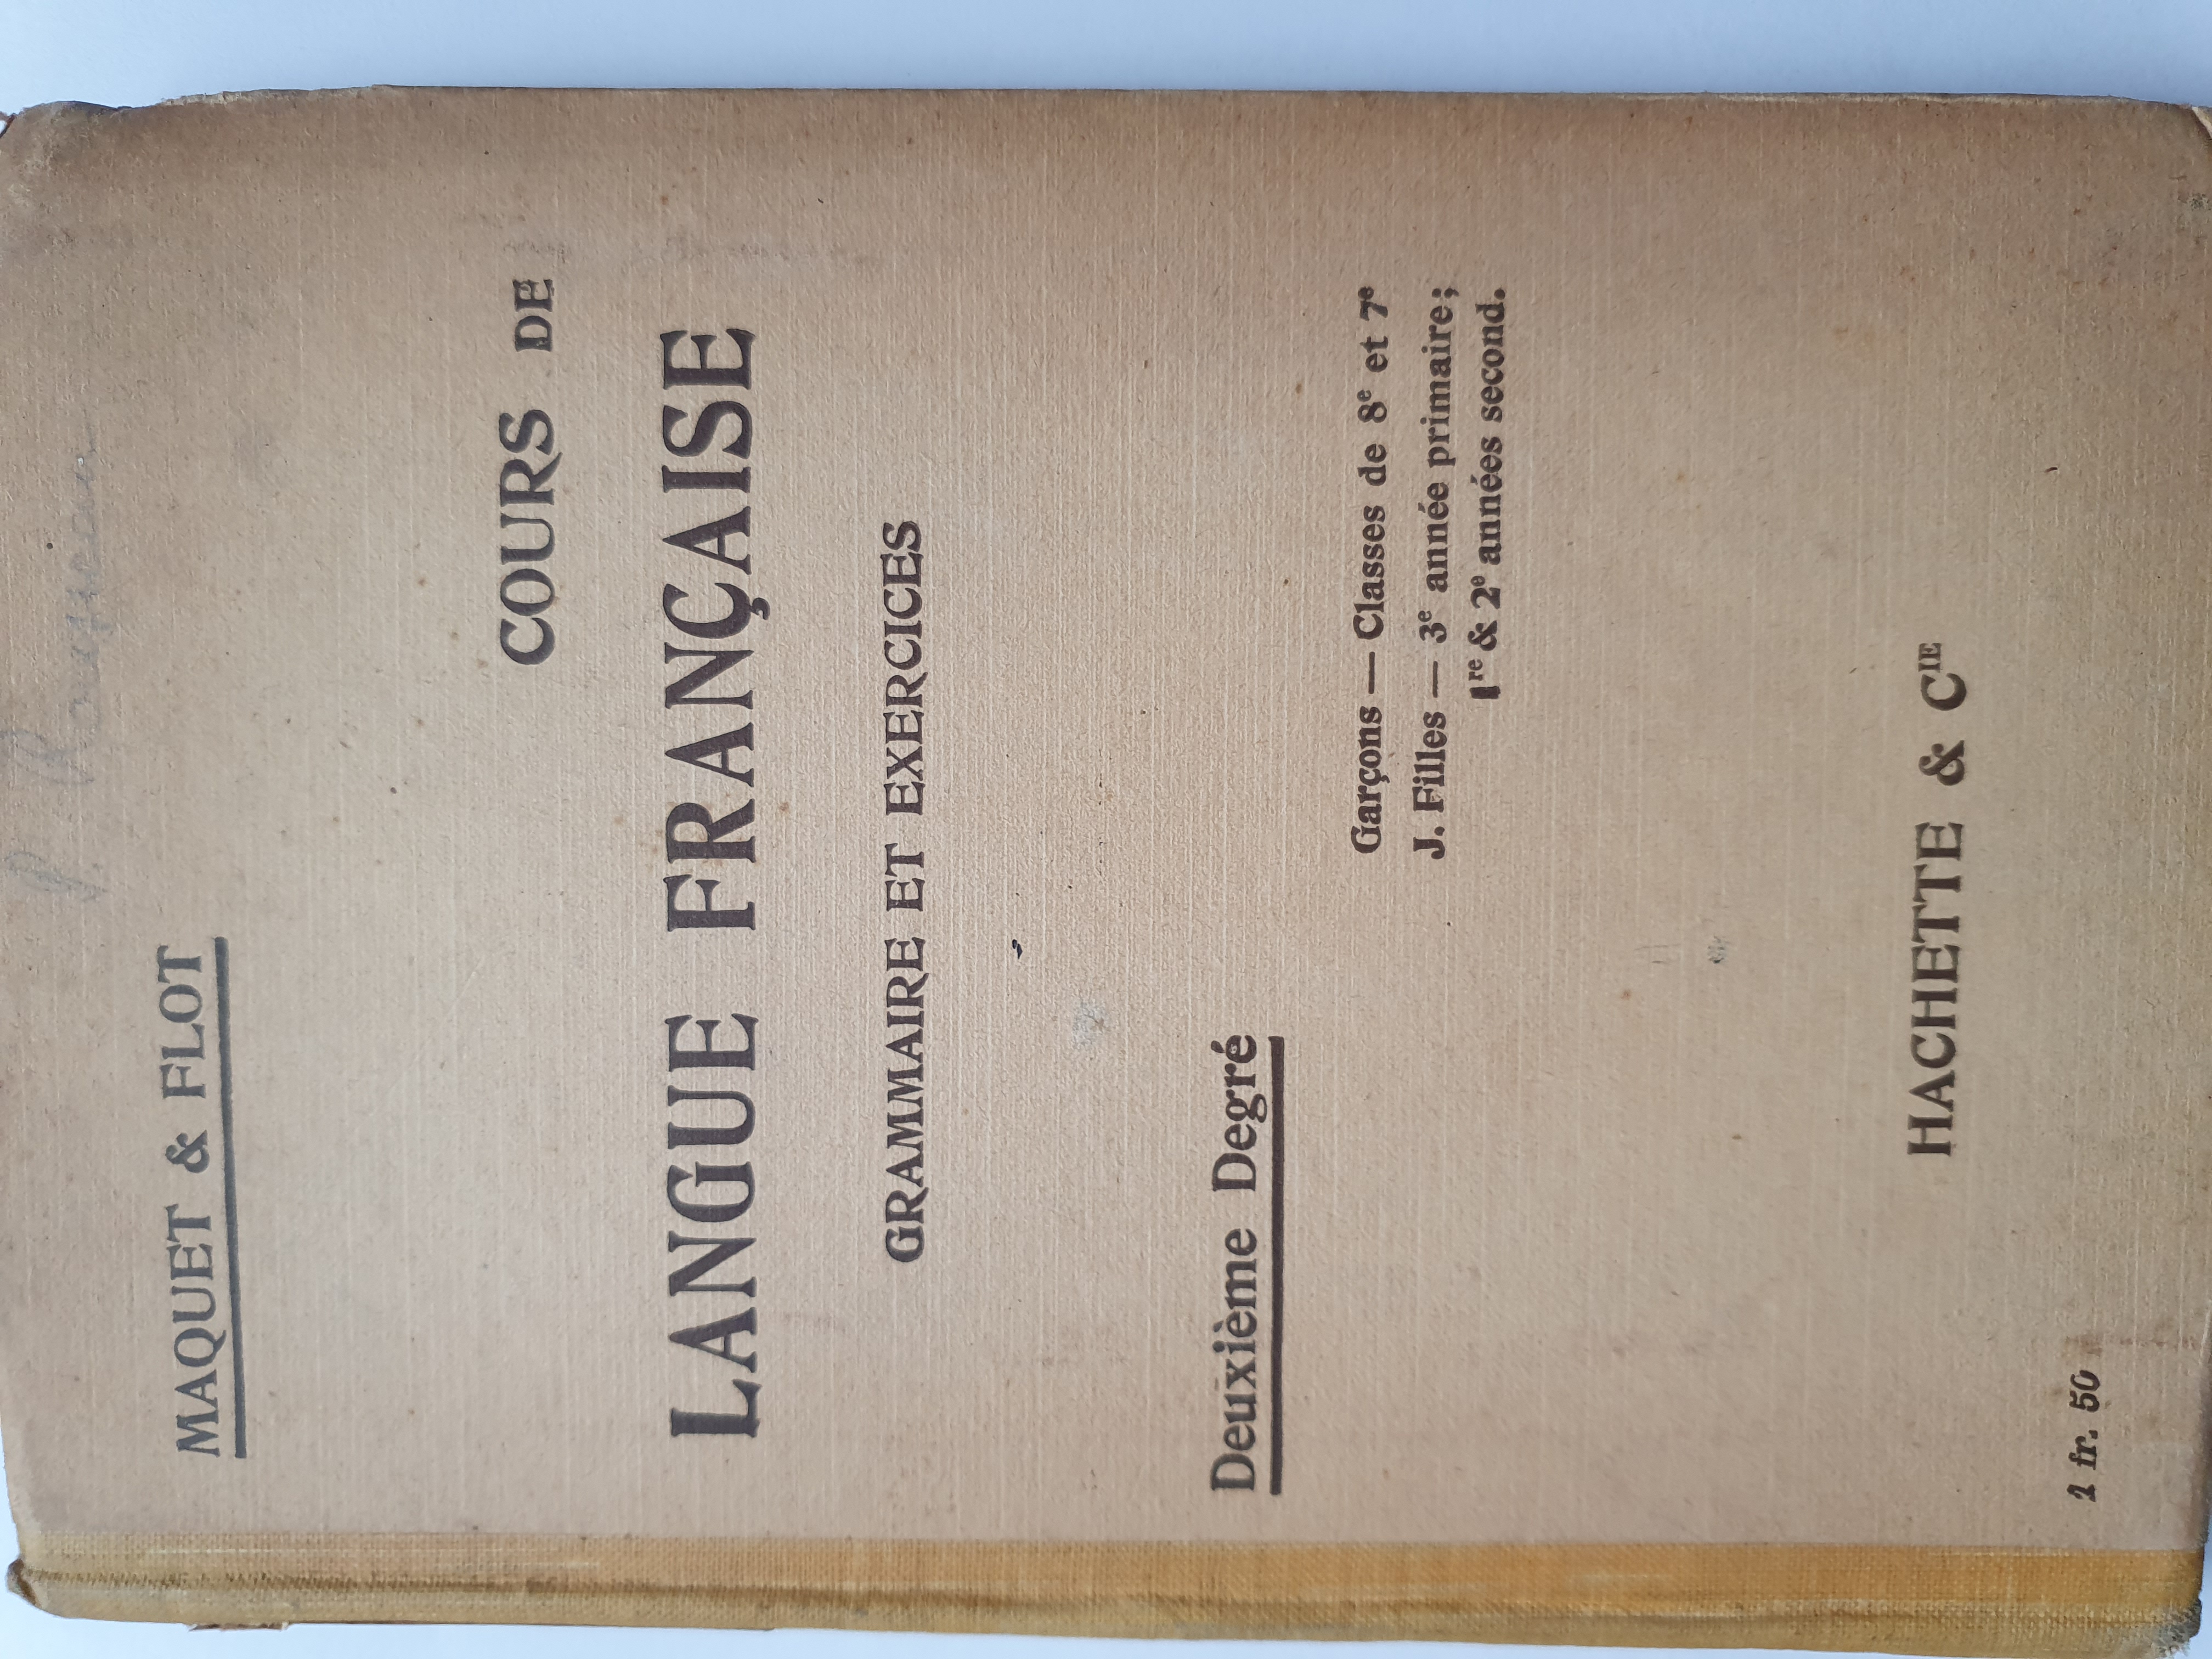 MAQUET & FLOT
COURS DE
LANGUE FRANÇAISE
GRAMMAIRE ET EXERCICES
Deuxième Degré
Garçons — Classes de 8e et 7e
J. Filles — 3e année primaire;
1re & 2e années second.
HACHETTE & CIE
2 fr. 50